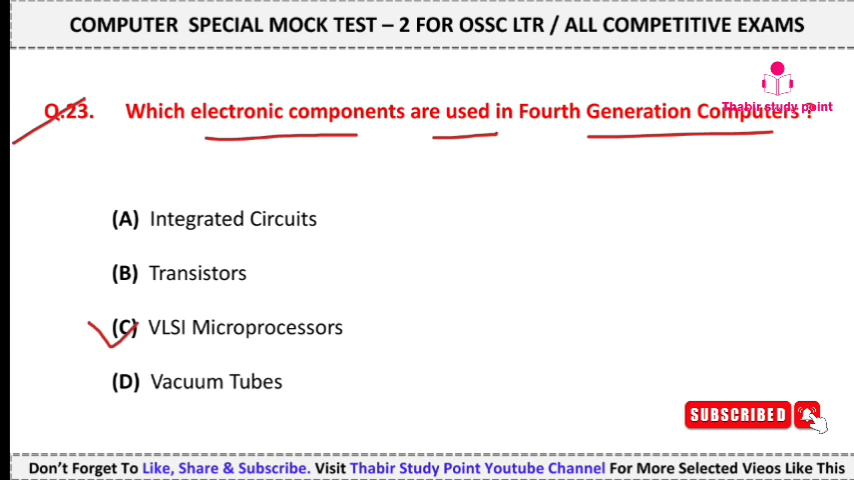 COMPUTER SPECIAL MOCK TEST – 2 FOR OSSC LTR / ALL COMPETITIVE EXAMS
Thabir study point
Q.23. Which electronic components are used in Fourth Generation Computers ?
(A) Integrated Circuits
(B) Transistors
(C) VLSI Microprocessors
(D) Vacuum Tubes
SUBSCRIBED
Don't Forget To Like, Share & Subscribe. Visit Thabir Study Point Youtube Channel For More Selected Vieos Like This